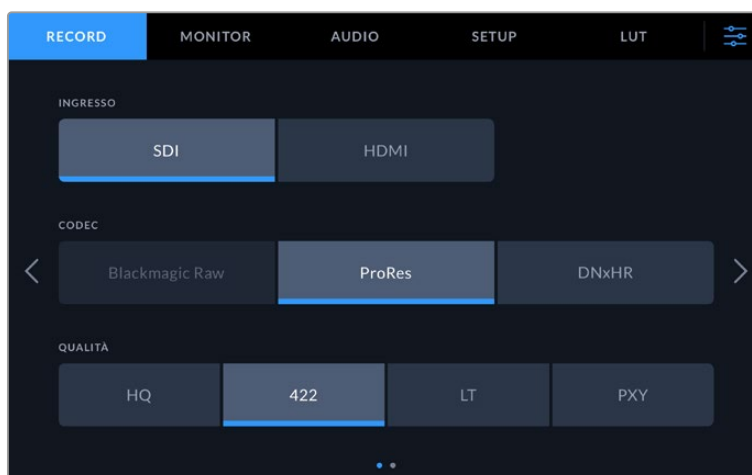 RECORD MONITOR AUDIO SETUP LUT
INGRESSO
SDI HDMI
CODEC
Blackmagic Raw ProRes DNxHR
QUALITÀ
HQ 422 LT PXY